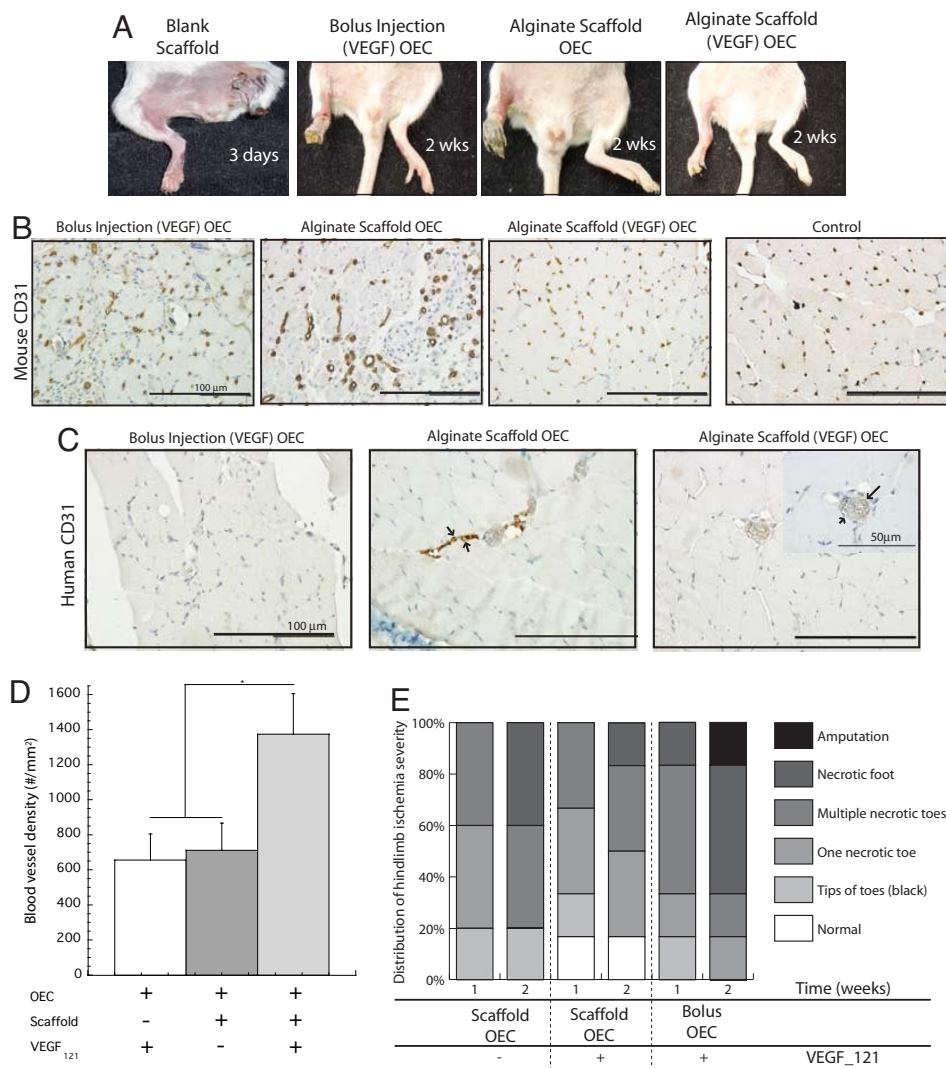 A
Blank
Scaffold
Bolus Injection
(VEGF) OEC
Alginate Scaffold
OEC
Alginate Scaffold
(VEGF) OEC
3 days
2 wks
2 wks
2 wks
B
Bolus Injection (VEGF) OEC
Alginate Scaffold OEC
Alginate Scaffold (VEGF) OEC
Control
Mouse CD31
100 μm
C
Bolus Injection (VEGF) OEC
Alginate Scaffold OEC
Alginate Scaffold (VEGF) OEC
Human CD31
100 μm
50μm
D
Blood vessel density (#/mm²)
1600
1400
1200
1000
800
600
400
200
0
*
OEC + + +
Scaffold - + +
VEGF121 + - +
E
Distribution of hindlimb ischemia severity
100%
80%
60%
40%
20%
0%
Amputation
Necrotic foot
Multiple necrotic toes
One necrotic toe
Tips of toes (black)
Normal
1 2 1 2 1 2 Time (weeks)
Scaffold
OEC
Scaffold
OEC
Bolus
OEC
- + + VEGF_121